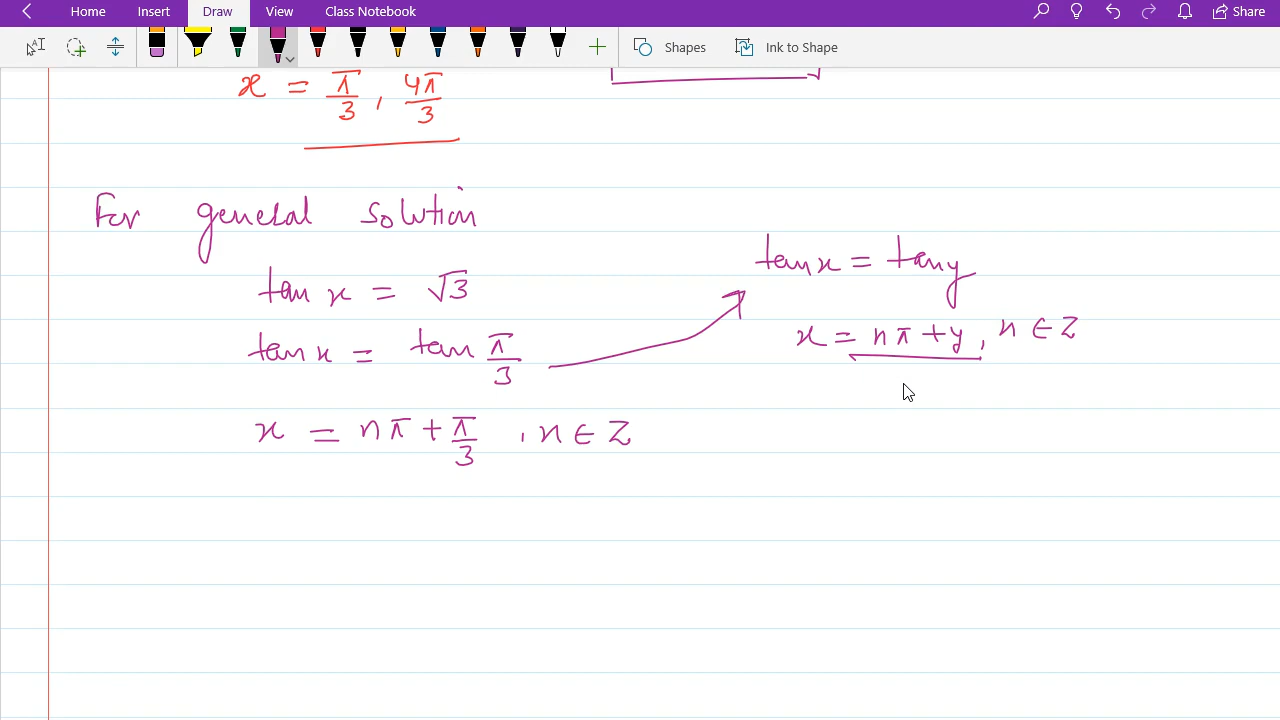 Home Insert Draw View Class Notebook Share
Shapes Ink to Shape
x = π/3, 4π/3
For general solution
tan x = √3
tan x = tan π/3
x = nπ + π/3 , n ∈ Z
tan x = tan y
x = nπ + y, n ∈ Z